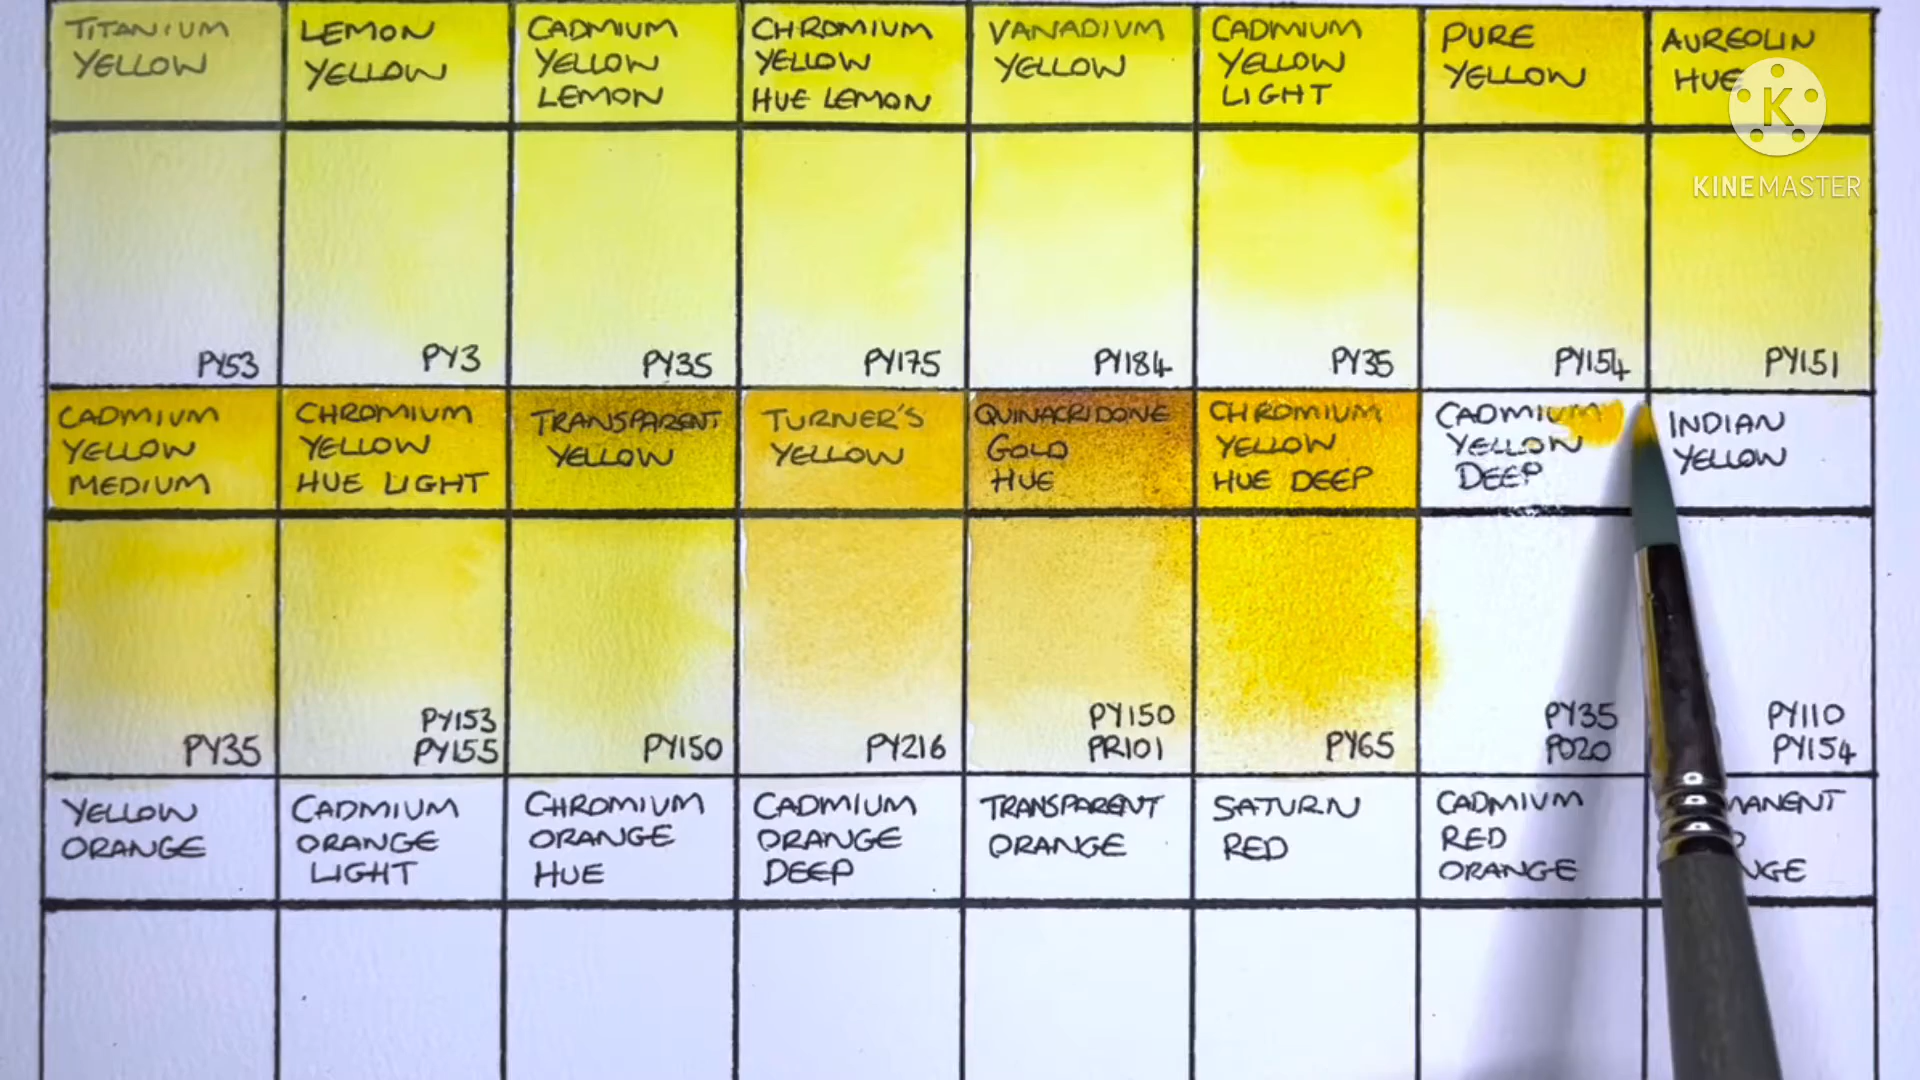 TITANIUM
YELLOW
LEMON
YELLOW
CADMIUM
YELLOW
LEMON
CHROMIUM
YELLOW
HUE LEMON
VANADIUM
YELLOW
CADMIUM
YELLOW
LIGHT
PURE
YELLOW
AUREOLIN
HUE
K
KINEMASTER
PY53
PY3
PY35
PY175
PY184
PY35
PY154
PY151
CADMIUM
YELLOW
MEDIUM
CHROMIUM
YELLOW
HUE LIGHT
TRANSPARENT
YELLOW
TURNER'S
YELLOW
QUINACRIDONE
GOLD
HUE
CHROMIUM
YELLOW
HUE DEEP
CADMIUM
YELLOW
DEEP
INDIAN
YELLOW
PY35
PY153
PY155
PY150
PY216
PY150
PR101
PY65
PY35
PO20
PY110
PY154
YELLOW
ORANGE
CADMIUM
ORANGE
LIGHT
CHROMIUM
ORANGE
HUE
CADMIUM
ORANGE
DEEP
TRANSPARENT
ORANGE
SATURN
RED
CADMIUM
RED
ORANGE